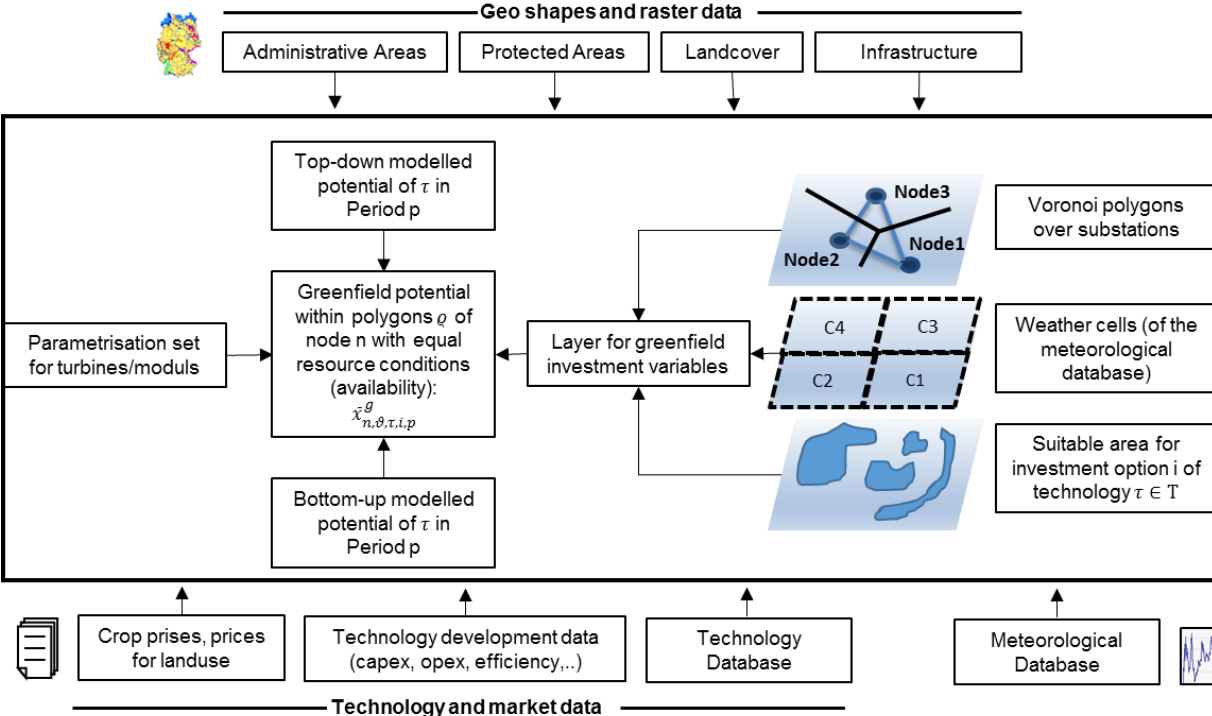 Geo shapes and raster data
Administrative Areas
Protected Areas
Landcover
Infrastructure
Top-down modelled
potential of τ in
Period p
Greenfield potential
within polygons ϱ of
node n with equal
resource conditions
(availability):
x̄ᵍₙ,ϑ,τ,i,p
Bottom-up modelled
potential of τ in
Period p
Parametrisation set
for turbines/moduls
Layer for greenfield
investment variables
Node3
Node1
Node2
Voronoi polygons
over substations
C4
C3
C2
C1
Weather cells (of the
meteorological
database)
Suitable area for
investment option i of
technology τ ∈ T
Crop prises, prices
for landuse
Technology development data
(capex, opex, efficiency,..)
Technology
Database
Meteorological
Database
Technology and market data